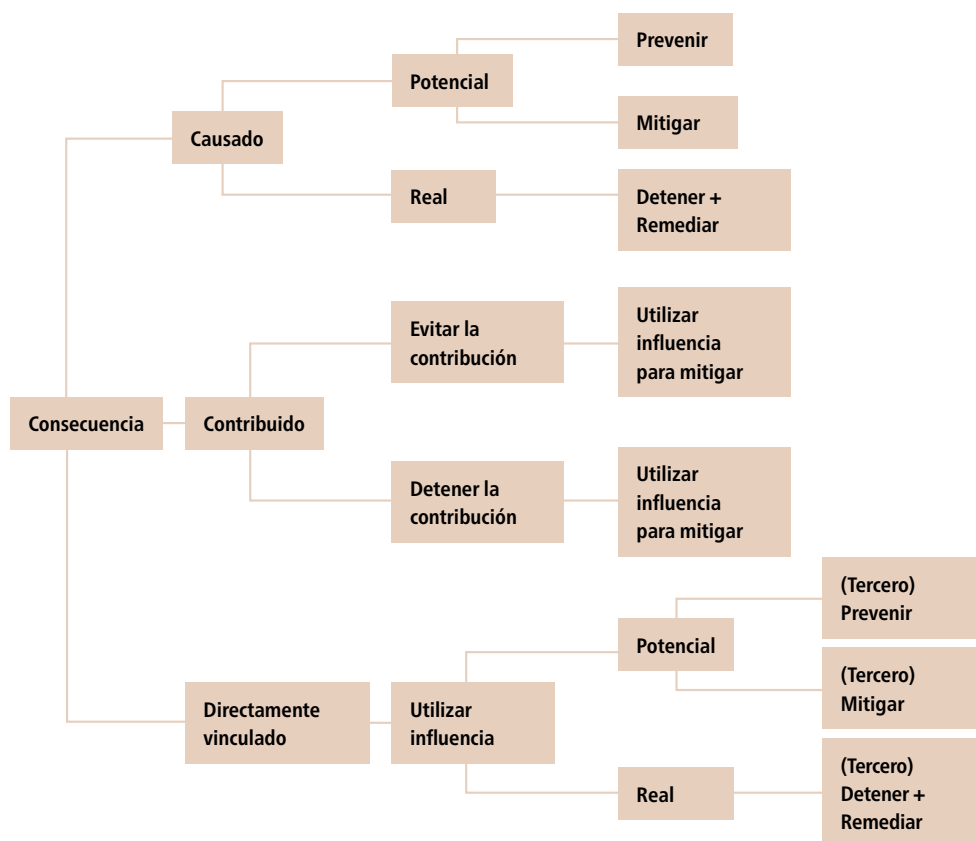 Prevenir
Potencial
Mitigar
Causado
Real
Detener +
Remediar
Evitar la
contribución
Utilizar
influencia
para mitigar
Consecuencia
Contribuido
Detener la
contribución
Utilizar
influencia
para mitigar
(Tercero)
Prevenir
Potencial
(Tercero)
Mitigar
Directamente
vinculado
Utilizar
influencia
Real
(Tercero)
Detener +
Remediar